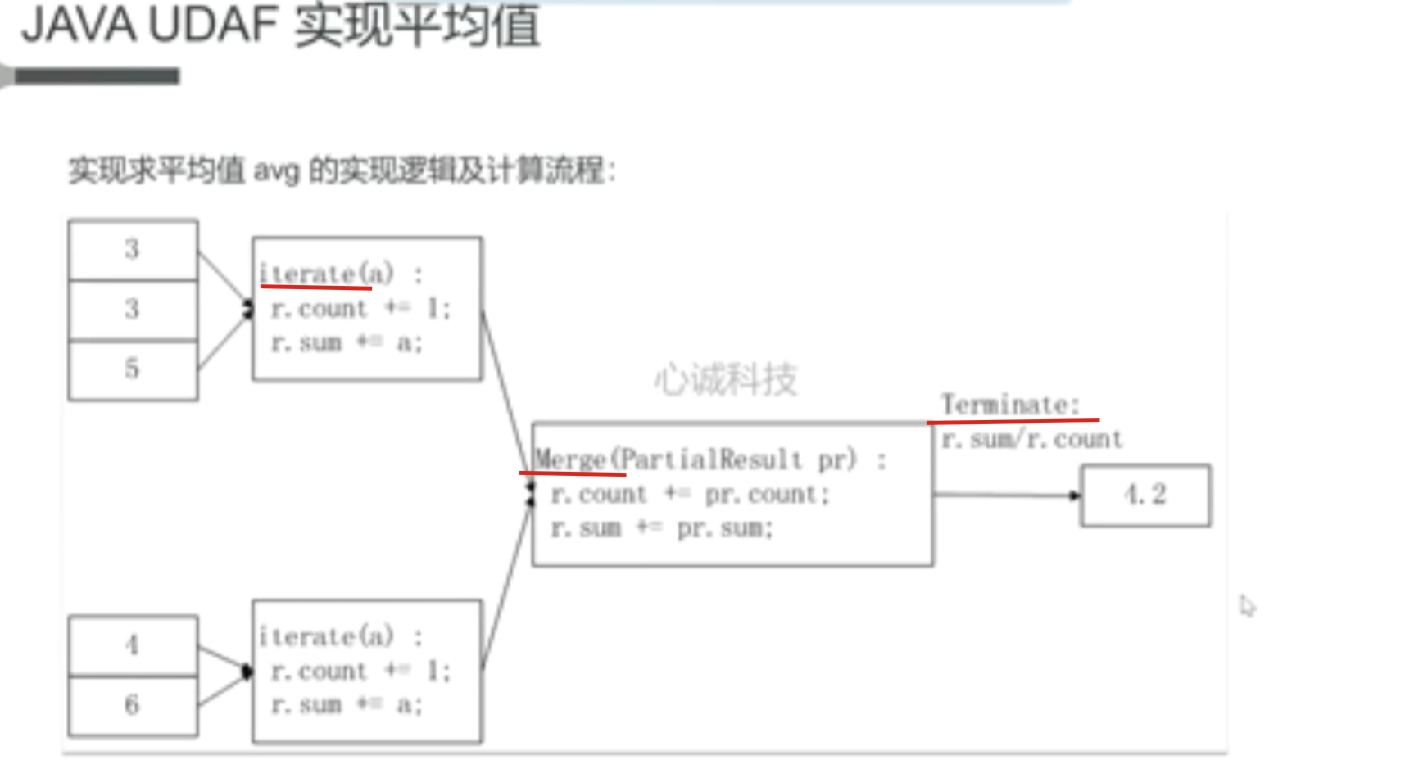 JAVA UDAF 实现平均值
实现求平均值 avg 的实现逻辑及计算流程:
3
3
5
iterate(a) :
r.count += 1;
r.sum += a;
心诚科技
Terminate:
r.sum/r.count
Merge(PartialResult pr) :
r.count += pr.count;
r.sum += pr.sum;
4.2
4
6
iterate(a) :
r.count += 1;
r.sum += a;